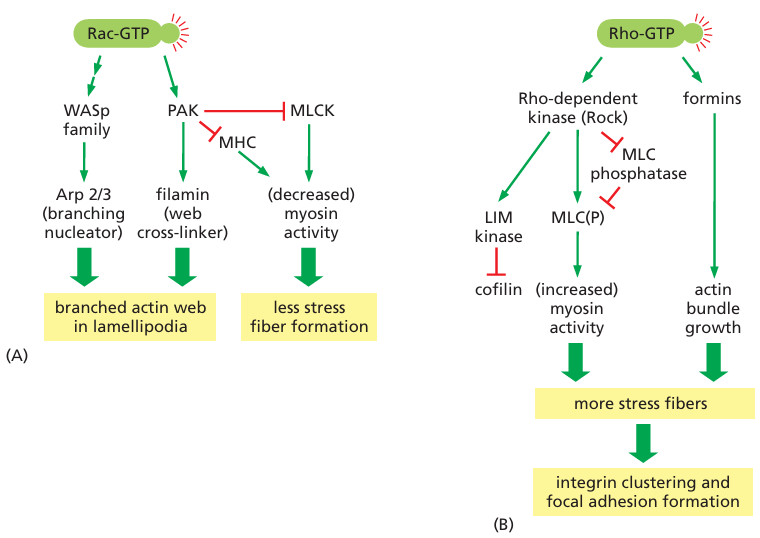 Rac-GTP
WASp
family
PAK
MLCK
MHC
Arp 2/3
(branching
nucleator)
filamin
(web
cross-linker)
(decreased)
myosin
activity
branched actin web
in lamellipodia
less stress
fiber formation
(A)
Rho-GTP
Rho-dependent
kinase (Rock)
formins
MLC
phosphatase
LIM
kinase
MLC(P)
cofilin
(increased)
myosin
activity
actin
bundle
growth
more stress fibers
integrin clustering and
focal adhesion formation
(B)